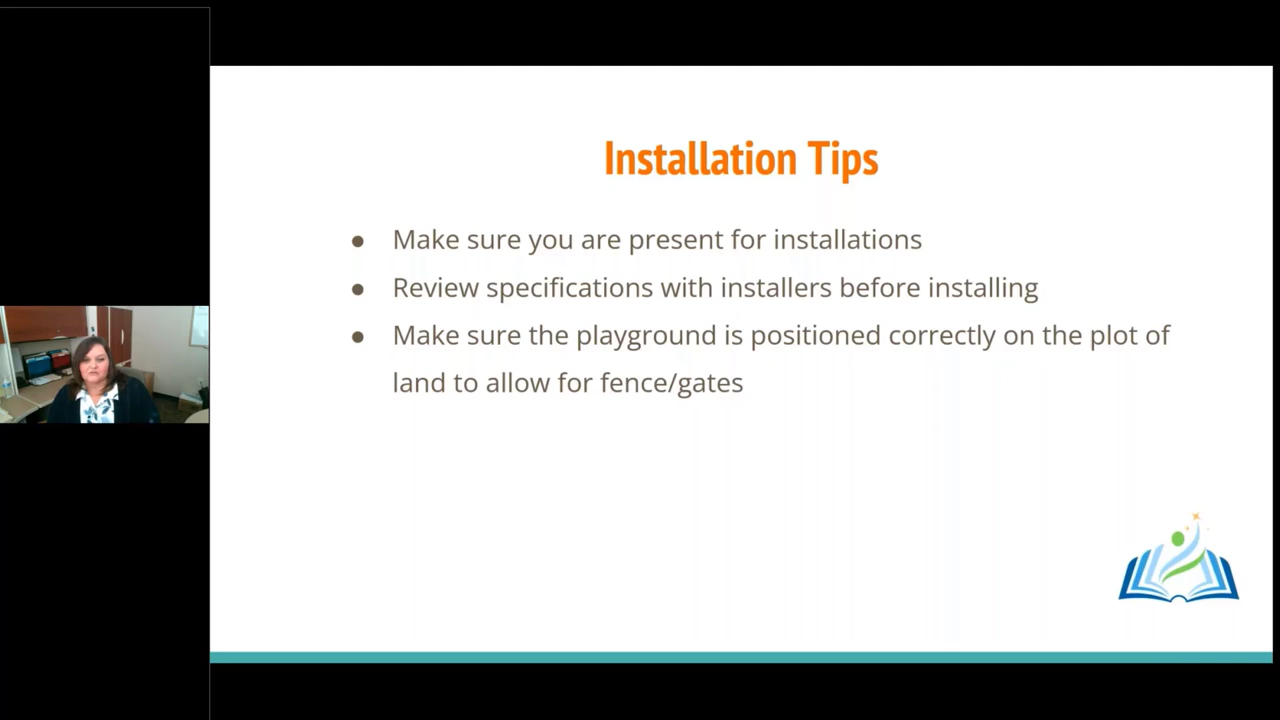 Installation Tips
● Make sure you are present for installations
● Review specifications with installers before installing
● Make sure the playground is positioned correctly on the plot of
land to allow for fence/gates